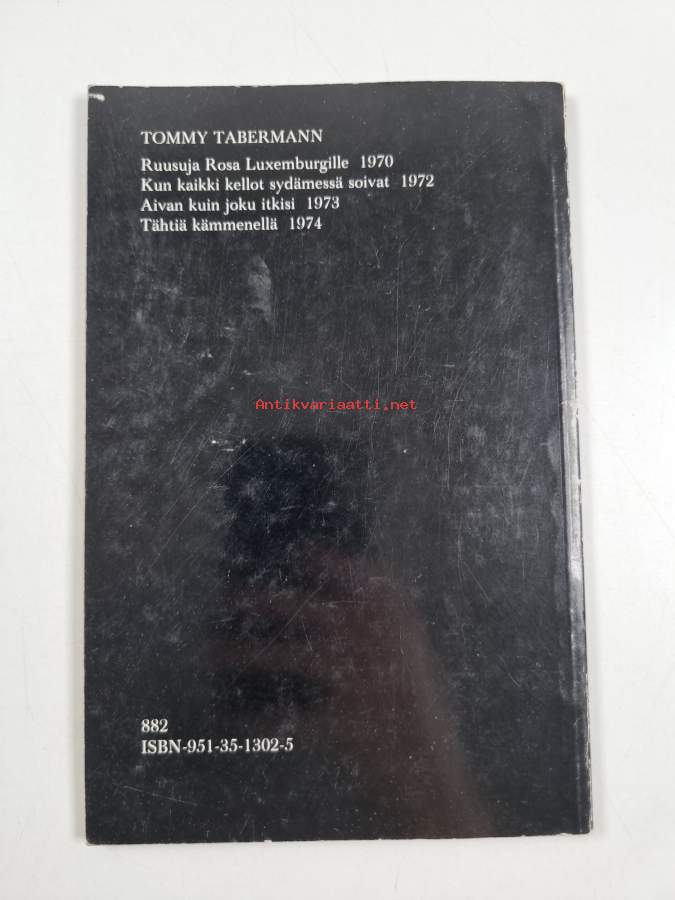 TOMMY TABERMANN
Ruusuja Rosa Luxemburgille 1970
Kun kaikki kellot sydämessä soivat 1972
Aivan kuin joku itkisi 1973
Tähtiä kämmenellä 1974
Antikvariaatti.net
882
ISBN-951-35-1302-5